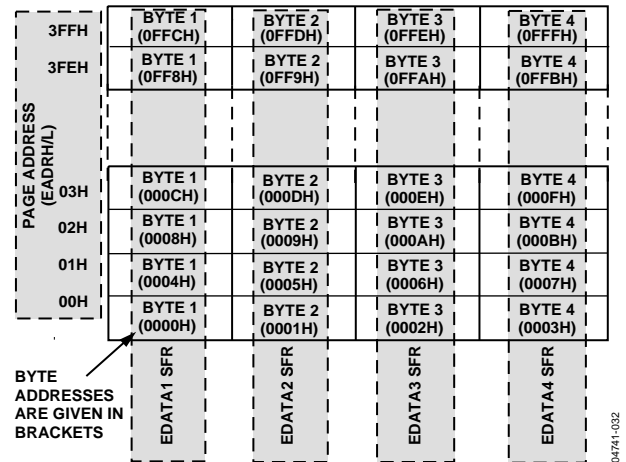 3FFH
BYTE 1 BYTE 2 BYTE 3 BYTE 4
(0FFCH) (0FFDH) (0FFEH) (0FFFH)
3FEH
BYTE 1 BYTE 2 BYTE 3 BYTE 4
(0FF8H) (0FF9H) (0FFAH) (0FFBH)
PAGE ADDRESS
(EADRH/L)
03H
BYTE 1 BYTE 2 BYTE 3 BYTE 4
(000CH) (000DH) (000EH) (000FH)
02H
BYTE 1 BYTE 2 BYTE 3 BYTE 4
(0008H) (0009H) (000AH) (000BH)
01H
BYTE 1 BYTE 2 BYTE 3 BYTE 4
(0004H) (0005H) (0006H) (0007H)
00H
BYTE 1 BYTE 2 BYTE 3 BYTE 4
(0000H) (0001H) (0002H) (0003H)
BYTE
ADDRESSES
ARE GIVEN IN
BRACKETS
EDATA1 SFR
EDATA2 SFR
EDATA3 SFR
EDATA4 SFR
04741-032